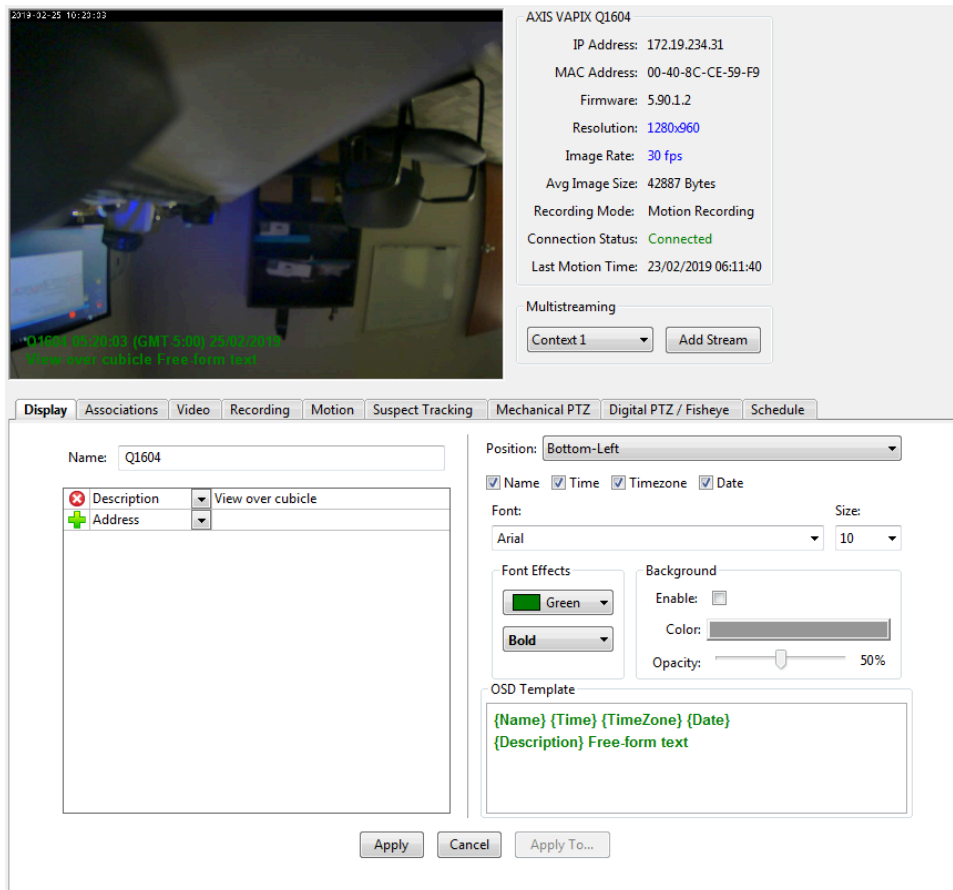 2019-02-25 10:20:03
Q1604 05:20:03 (GMT-5:00) 25/02/2019
View over cubicle Free-form text
AXIS VAPIX Q1604
IP Address: 172.19.234.31
MAC Address: 00-40-8C-CE-59-F9
Firmware: 5.90.1.2
Resolution: 1280x960
Image Rate: 30 fps
Avg Image Size: 42887 Bytes
Recording Mode: Motion Recording
Connection Status: Connected
Last Motion Time: 23/02/2019 06:11:40
Multistreaming
Context 1 Add Stream
Display Associations Video Recording Motion Suspect Tracking Mechanical PTZ Digital PTZ / Fisheye Schedule
Name: Q1604
Description View over cubicle
Address
Position: Bottom-Left
Name Time Timezone Date
Font: Size:
Arial 10
Font Effects
Green
Bold
Background
Enable:
Color:
Opacity: 50%
OSD Template
{Name} {Time} {TimeZone} {Date}
{Description} Free-form text
Apply Cancel Apply To...